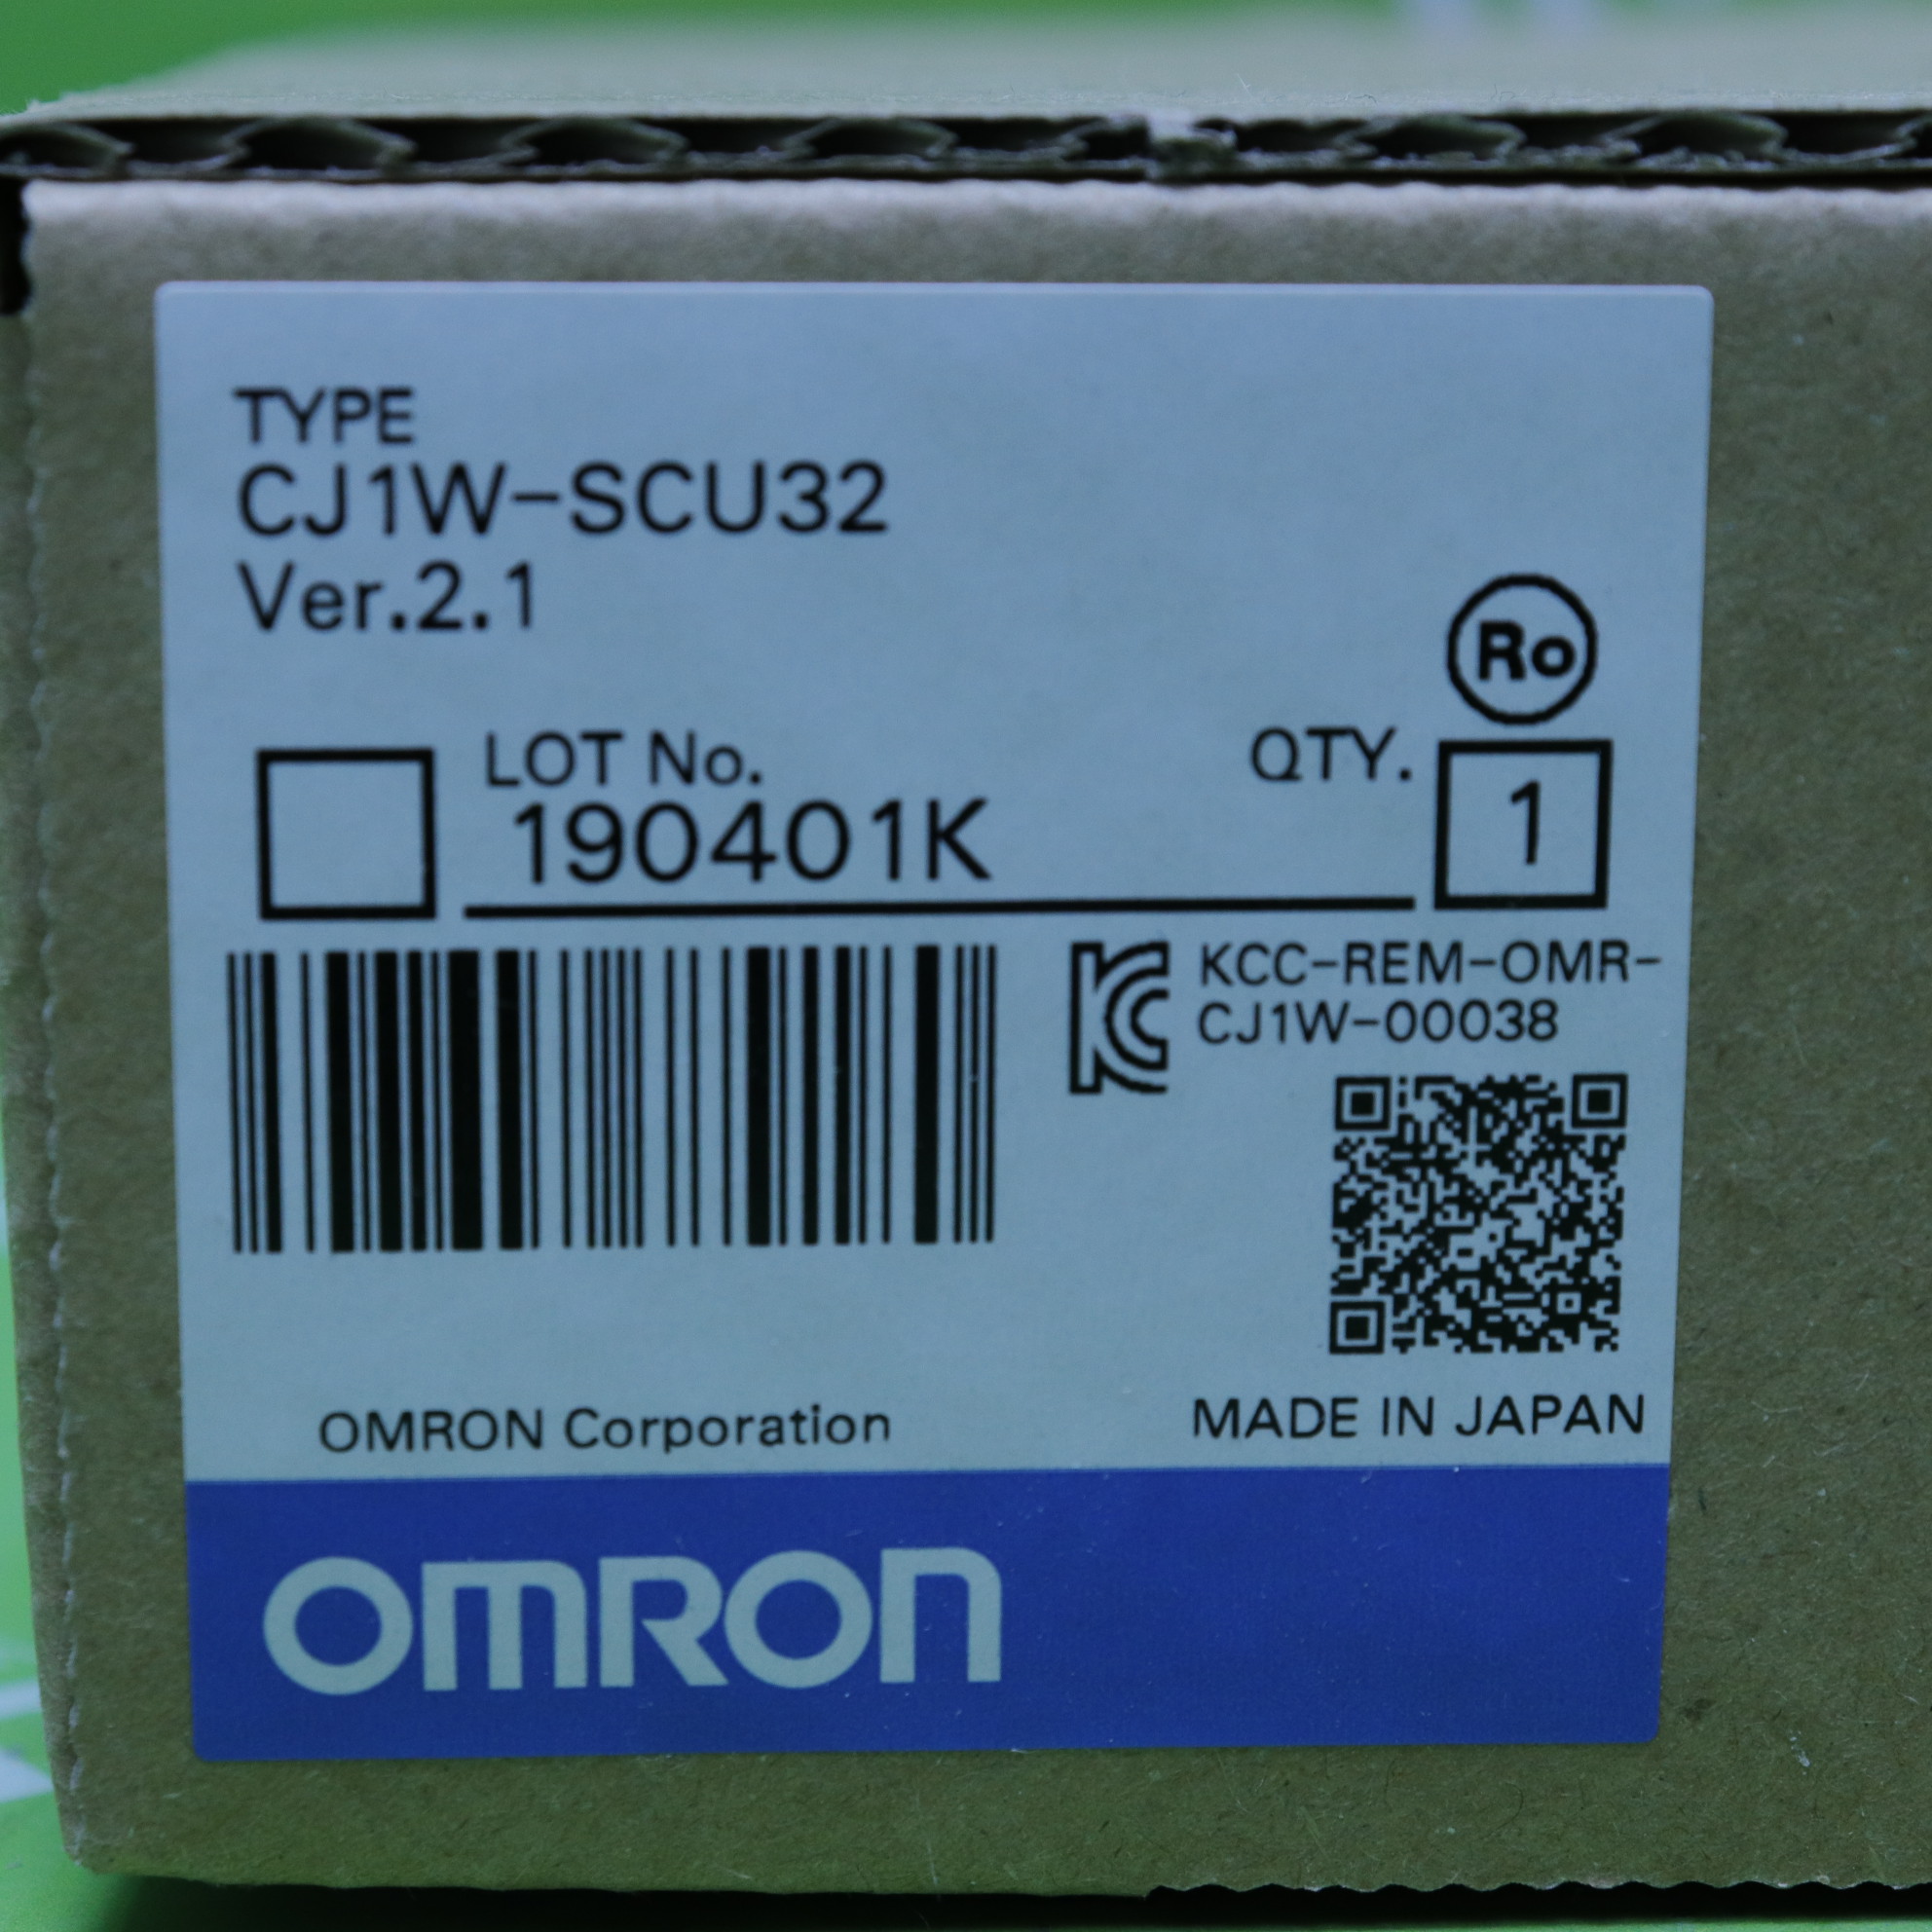 TYPE
CJ1W-SCU32
Ver.2.1
Ro
LOT No.
QTY.
190401K
1
KCC-REM-OMR-
CJ1W-00038
OMRON Corporation
MADE IN JAPAN
OMRON